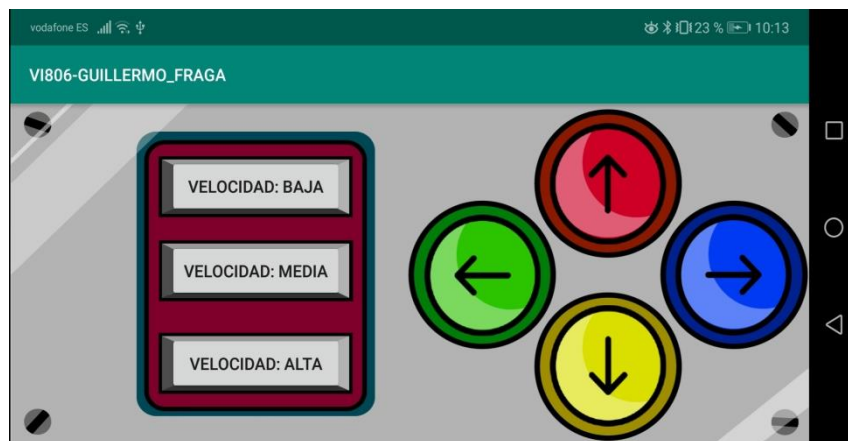 vodafone ES 23 % 10:13
VI806-GUILLERMO_FRAGA
VELOCIDAD: BAJA
VELOCIDAD: MEDIA
VELOCIDAD: ALTA